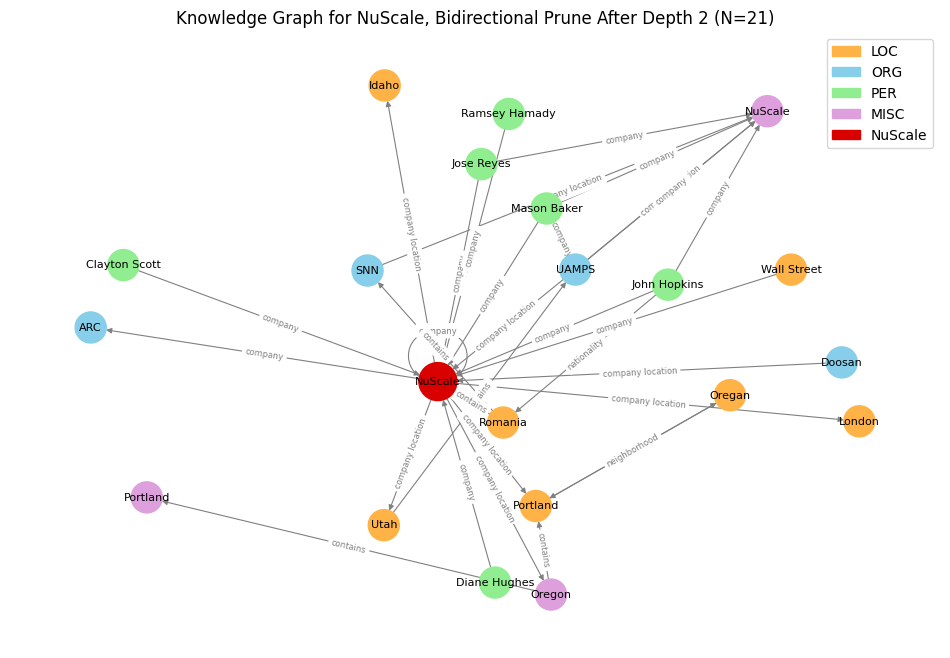 Knowledge Graph for NuScale, Bidirectional Prune After Depth 2 (N=21)
LOC
ORG
PER
MISC
NuScale
Idaho
Ramsey Hamady
NuScale
company
Jose Reyes
company
company
company location
Mason Baker
company
company
Clayton Scott
SNN
UAMPS
Wall Street
John Hopkins
company
company
company
ARC
company
company
company location
company
company
contains
nationality
Doosan
company location
NuScale
contains
company location
Oregan
Romania
London
company location
company location
neighborhood
company
company location
Portland
Portland
Utah
contains
contains
Diane Hughes
Oregon